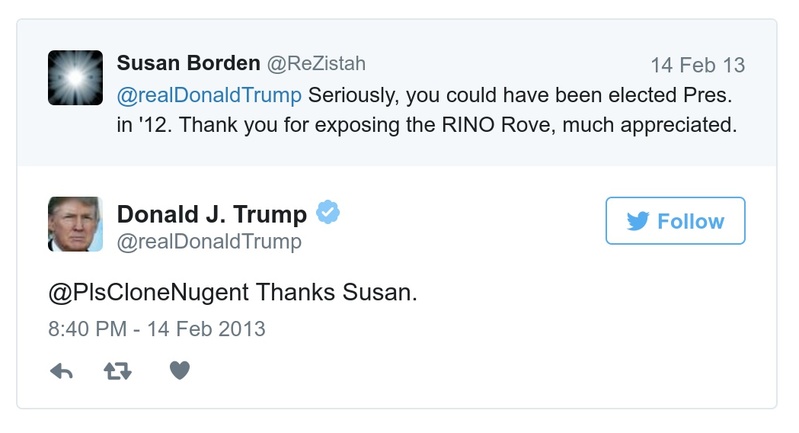 Susan Borden @ReZistah
14 Feb 13
@realDonaldTrump Seriously, you could have been elected Pres.
in '12. Thank you for exposing the RINO Rove, much appreciated.
Donald J. Trump
@realDonaldTrump
Follow
@PlsCloneNugent Thanks Susan.
8:40 PM - 14 Feb 2013